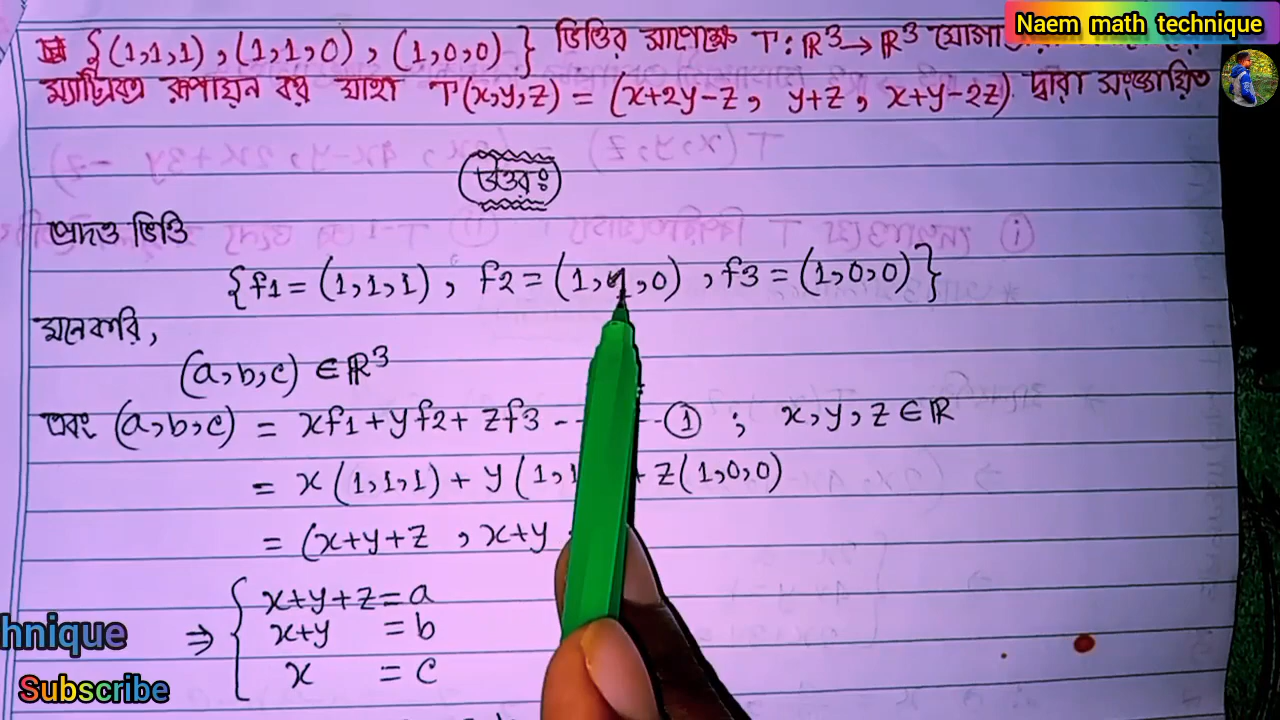 Naem math technique
{(1,1,1), (1,1,0), (1,0,0)} ভিত্তির সাপেক্ষে T: ℝ³→ℝ³
ম্যাট্রিক্স রূপায়ন কর যাহা T(x,y,z) = (x+2y-z, y+z, x+y-2z) দ্বারা সংজ্ঞায়িত
উত্তরঃ
প্রদত্ত ভিত্তি
{f1 = (1,1,1), f2 = (1,1,0), f3 = (1,0,0)}
মনেকরি,
(a,b,c) ∈ ℝ³
এবং (a,b,c) = xf1+yf2+zf3 ----① ; x,y,z ∈ ℝ
= x(1,1,1) + y(1,1 + z(1,0,0)
= (x+y+z, x+y
x+y+z = a
⇒ { x+y = b
x = c
hnique
Subscribe